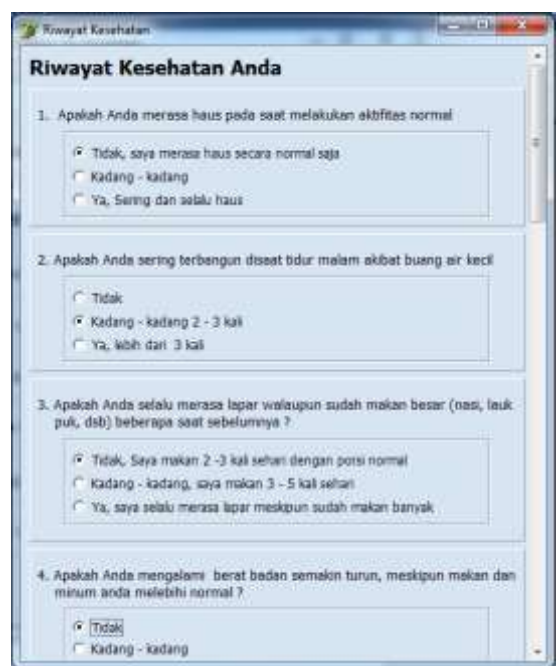 Riwayat Kesehatan
Riwayat Kesehatan Anda
1. Apakah Anda merasa haus pada saat melakukan aktifitas normal
Tidak, saya merasa haus secara normal saja
Kadang - kadang
Ya, Sering dan selalu haus
2. Apakah Anda sering terbangun disaat tidur malam akibat buang air kecil
Tidak
Kadang - kadang 2 - 3 kali
Ya, lebih dari 3 kali
3. Apakah Anda selalu merasa lapar walaupun sudah makan besar (nasi, lauk
puk, dsb) beberapa saat sebelumnya ?
Tidak, Saya makan 2 -3 kali sehari dengan porsi normal
Kadang - kadang, saya makan 3 - 5 kali sehari
Ya, saya selalu merasa lapar meskipun sudah makan banyak
4. Apakah Anda mengalami berat badan semakin turun, meskipun makan dan
minum anda melebihi normal ?
Tidak
Kadang - kadang